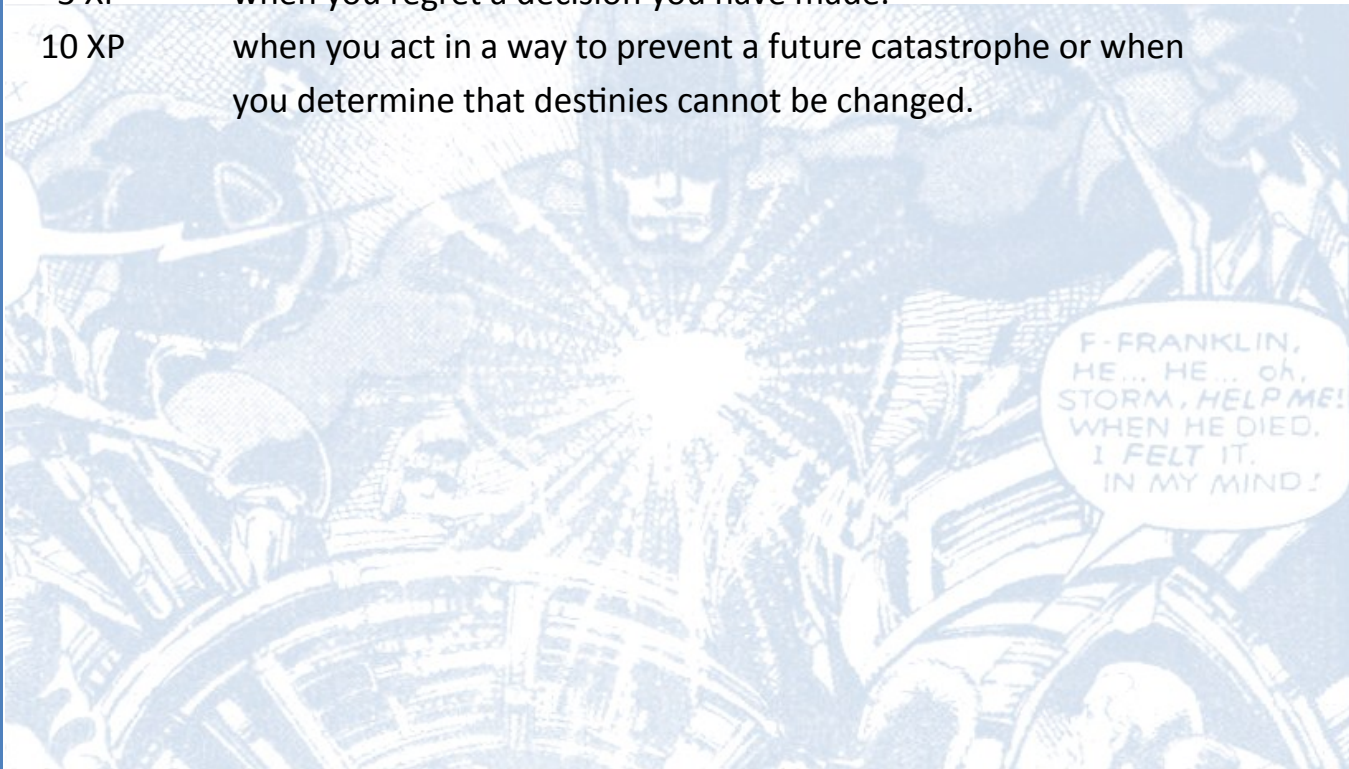 3 XP when you regret a decision you have made.
10 XP when you act in a way to prevent a future catastrophe or when
you determine that destinies cannot be changed.
X
F-FRANKLIN,
HE... HE... oh,
STORM, HELP ME!
WHEN HE DIED,
I FELT IT.
IN MY MIND!